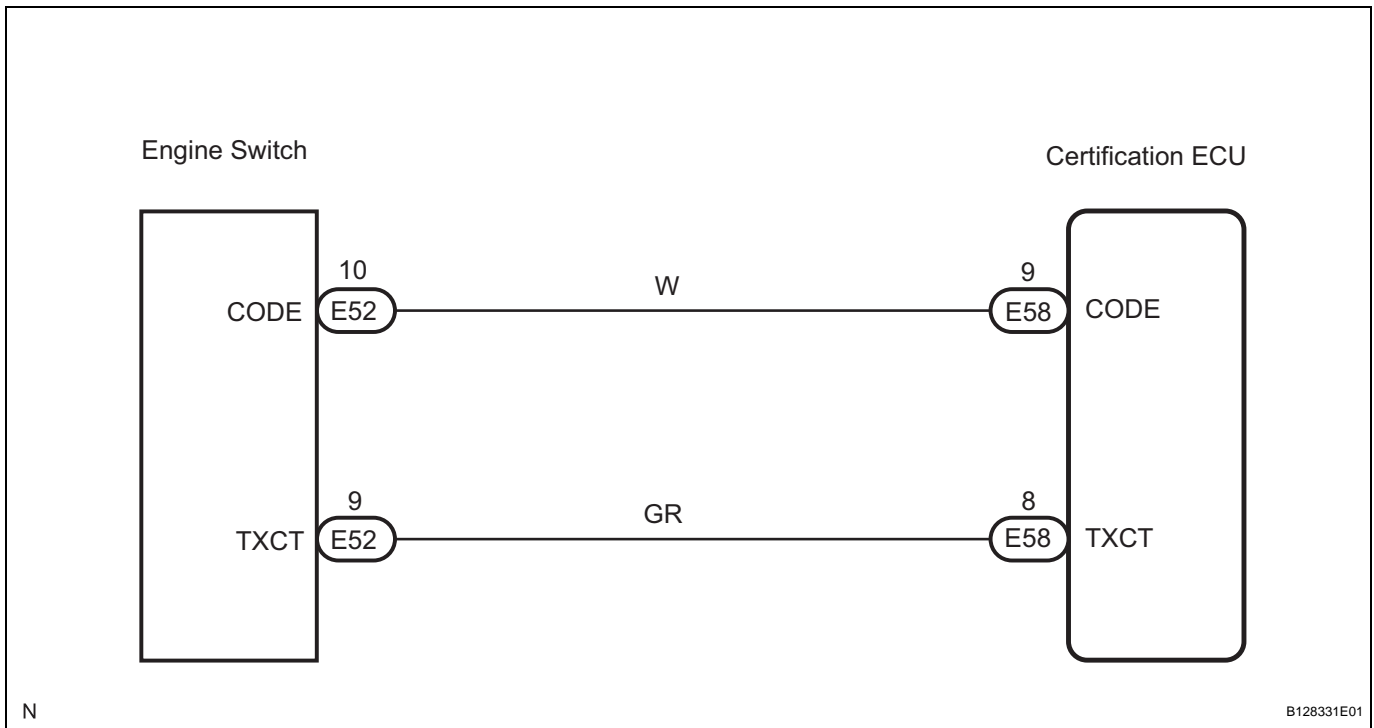 Engine Switch
Certification ECU
10
9
CODE
E52
W
E58
CODE
9
8
TXCT
E52
GR
E58
TXCT
N
B128331E01